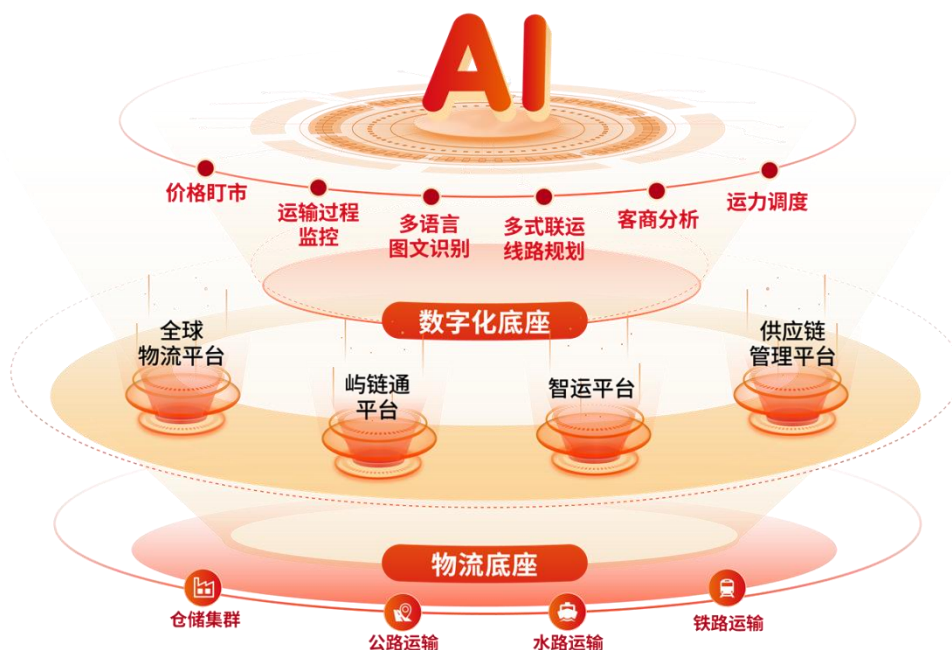 AI
价格盯市
运输过程
监控
多语言
图文识别
多式联运
线路规划
客商分析
运力调度
数字化底座
全球
物流平台
屿链通
平台
智运平台
供应链
管理平台
物流底座
仓储集群
公路运输
水路运输
铁路运输